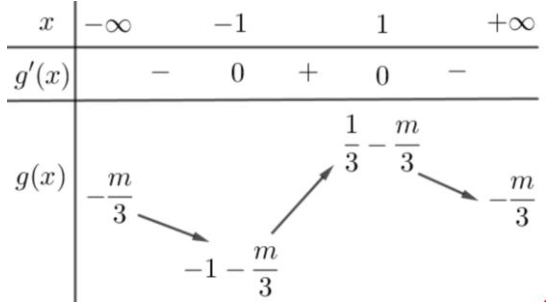 x −∞ −1 1 +∞
g′(x) − 0 + 0 −
1/3 − m/3
g(x) −m/3 −m/3
−1 − m/3